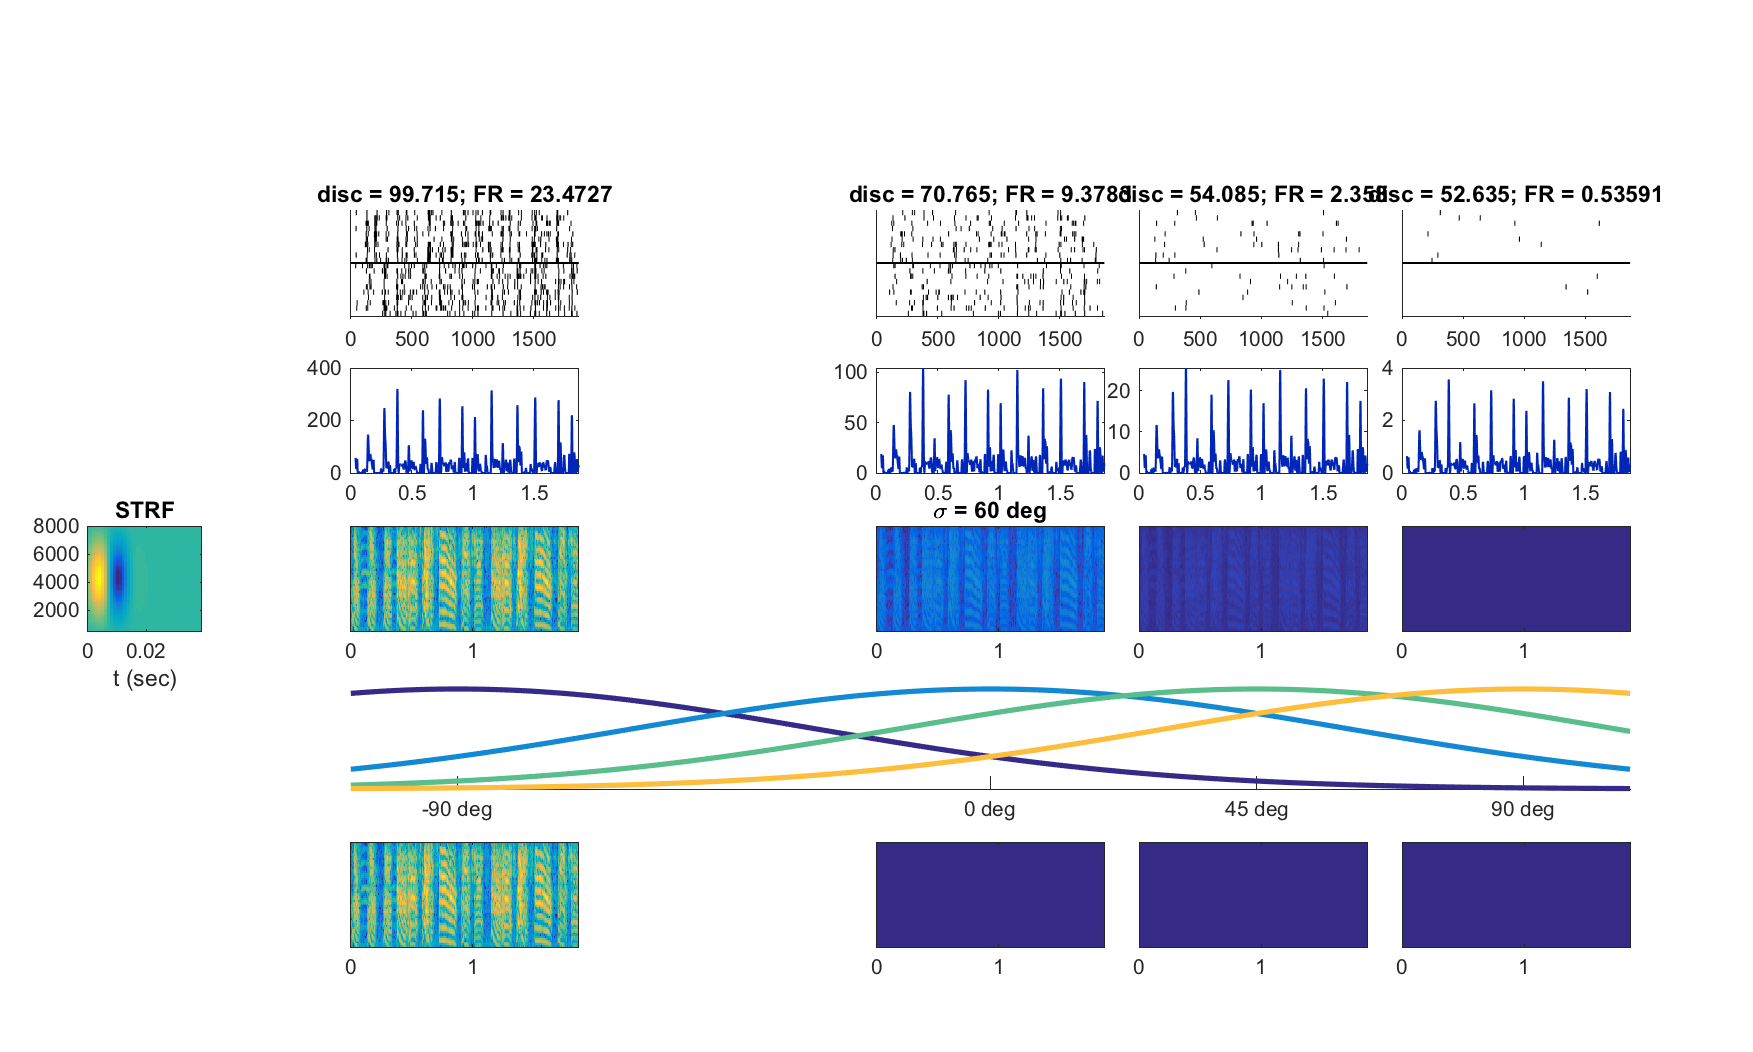 disc = 99.715; FR = 23.4727
disc = 70.765; FR = 9.3783
disc = 54.085; FR = 2.358
disc = 52.635; FR = 0.53591
0 500 1000 1500
0 500 1000 1500
0 500 1000 1500
0 500 1000 1500
400
200
0
0 0.5 1 1.5
100
50
0
0 0.5 1 1.5
20
10
0
0 0.5 1 1.5
4
2
0
0 0.5 1 1.5
STRF
8000
6000
4000
2000
0 0.02
t (sec)
σ = 60 deg
0 1
0 1
0 1
0 1
-90 deg
0 deg
45 deg
90 deg
0 1
0 1
0 1
0 1